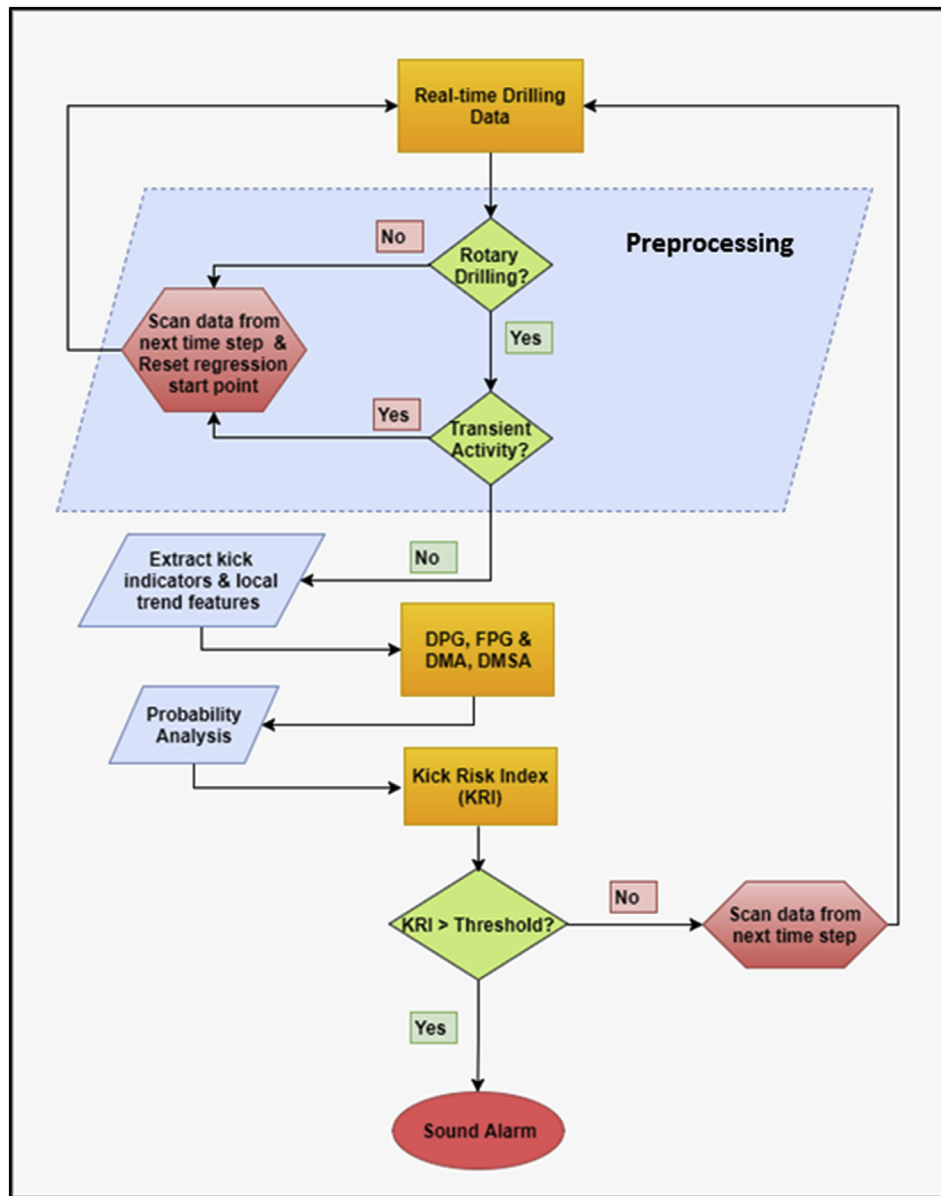 Real-time Drilling
Data
Preprocessing
No
Rotary
Drilling?
Scan data from
next time step &
Reset regression
start point
Yes
Yes
Transient
Activity?
No
Extract kick
indicators & local
trend features
DPG, FPG &
DMA, DMSA
Probability
Analysis
Kick Risk Index
(KRI)
KRI > Threshold?
No
Scan data from
next time step
Yes
Sound Alarm